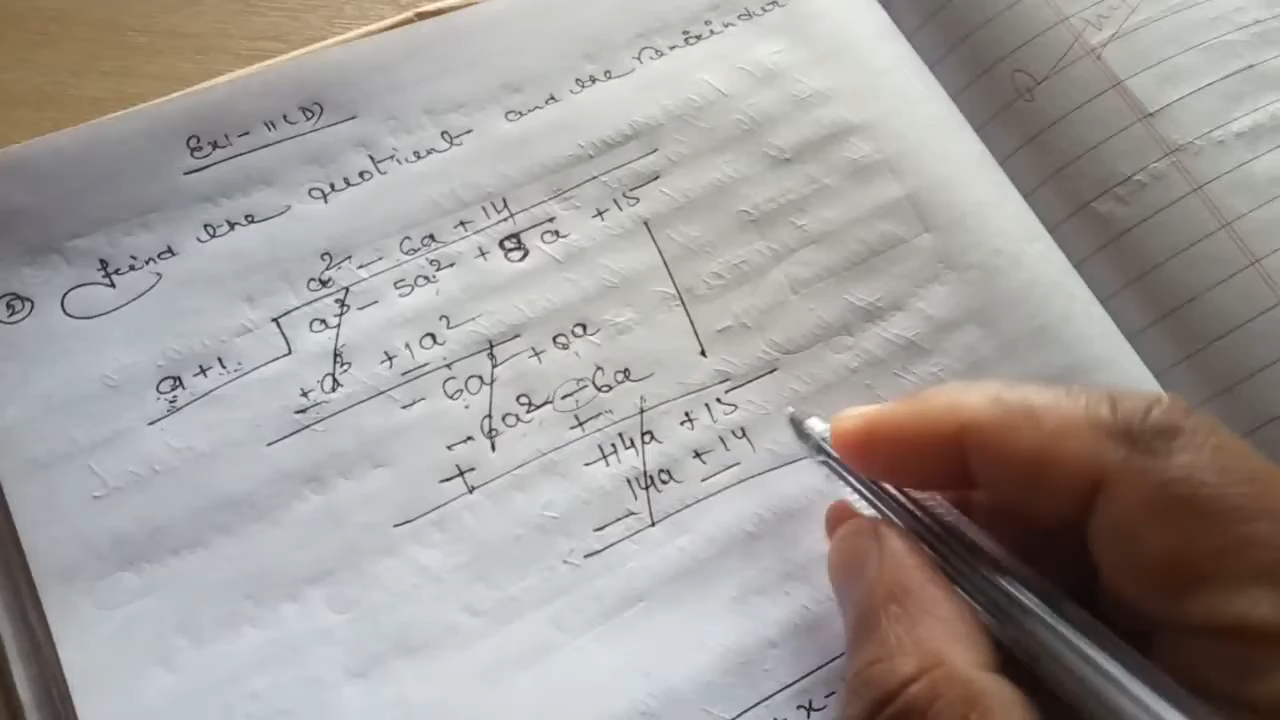 Ex:- 11(D)
② find the quotient and the remainder
a² - 6a + 14
a + 1 a³ - 5a² + 8a + 15
+a³ + 1a²
- 6a² + 8a
- 6a² - 6a
+ +
+14a + 15
14a + 14
- -
x-